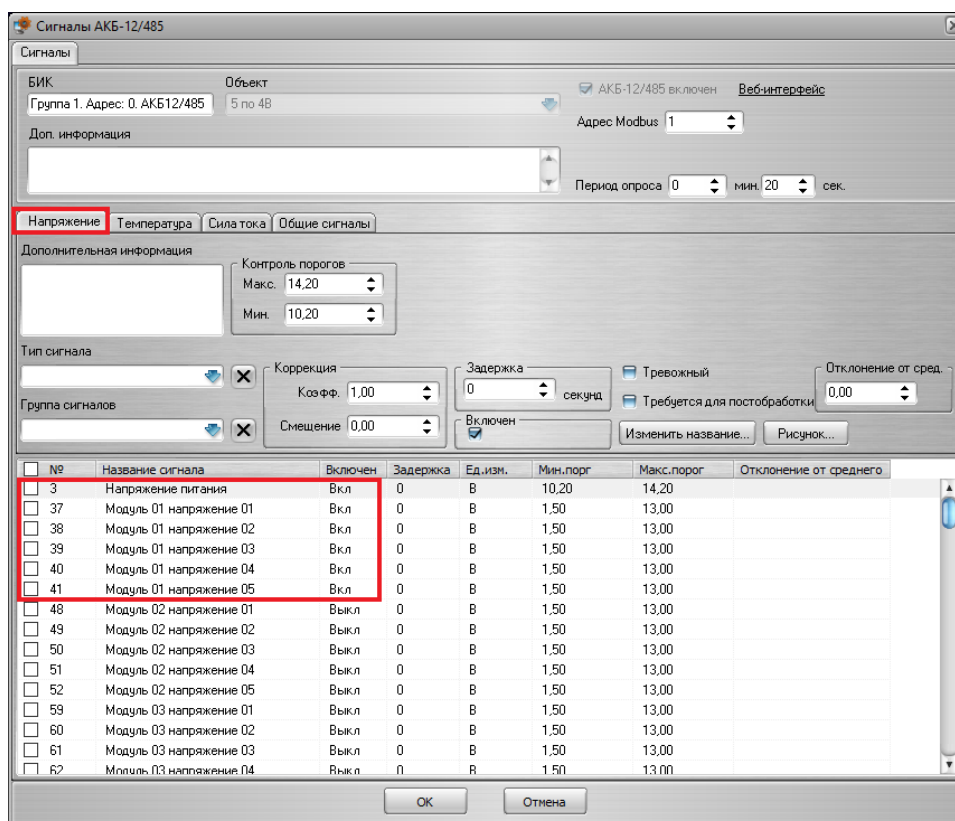 Сигналы АКБ-12/485
Сигналы
БИК Объект
Группа 1. Адрес: 0. АКБ12/485 5 по 4В АКБ-12/485 включен Веб-интерфейс
Адрес Modbus 1
Доп. информация
Период опроса 0 мин. 20 сек.
Напряжение Температура Сила тока Общие сигналы
Дополнительная информация Контроль порогов
Макс. 14,20
Мин. 10,20
Тип сигнала
Коррекция Задержка Тревожный Отклонение от сред.
Коэфф. 1,00 0 секунд Требуется для постобработки 0,00
Группа сигналов
Смещение 0,00 Включен Изменить название... Рисунок...
№ Название сигнала Включен Задержка Ед.изм. Мин.порг Макс.порог Отклонение от среднего
3 Напряжение питания Вкл 0 В 10,20 14,20
37 Модуль 01 напряжение 01 Вкл 0 В 1,50 13,00
38 Модуль 01 напряжение 02 Вкл 0 В 1,50 13,00
39 Модуль 01 напряжение 03 Вкл 0 В 1,50 13,00
40 Модуль 01 напряжение 04 Вкл 0 В 1,50 13,00
41 Модуль 01 напряжение 05 Вкл 0 В 1,50 13,00
48 Модуль 02 напряжение 01 Выкл 0 В 1,50 13,00
49 Модуль 02 напряжение 02 Выкл 0 В 1,50 13,00
50 Модуль 02 напряжение 03 Выкл 0 В 1,50 13,00
51 Модуль 02 напряжение 04 Выкл 0 В 1,50 13,00
52 Модуль 02 напряжение 05 Выкл 0 В 1,50 13,00
59 Модуль 03 напряжение 01 Выкл 0 В 1,50 13,00
60 Модуль 03 напряжение 02 Выкл 0 В 1,50 13,00
61 Модуль 03 напряжение 03 Выкл 0 В 1,50 13,00
62 Модуль 03 напряжение 04 Выкл 0 В 1,50 13,00
OK Отмена